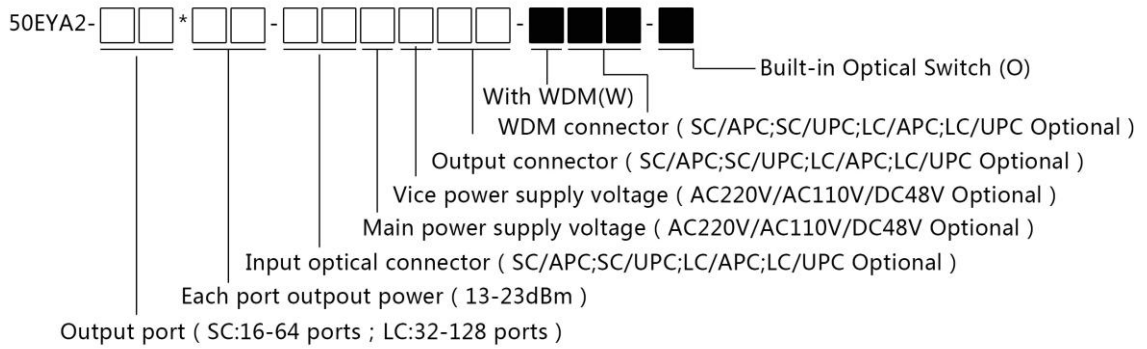 50EYA2-□□*□□-□□□□□□-■■■-■
Built-in Optical Switch (O)
With WDM(W)
WDM connector ( SC/APC;SC/UPC;LC/APC;LC/UPC Optional )
Output connector ( SC/APC;SC/UPC;LC/APC;LC/UPC Optional )
Vice power supply voltage ( AC220V/AC110V/DC48V Optional )
Main power supply voltage ( AC220V/AC110V/DC48V Optional )
Input optical connector ( SC/APC;SC/UPC;LC/APC;LC/UPC Optional )
Each port outpout power ( 13-23dBm )
Output port ( SC:16-64 ports ; LC:32-128 ports )